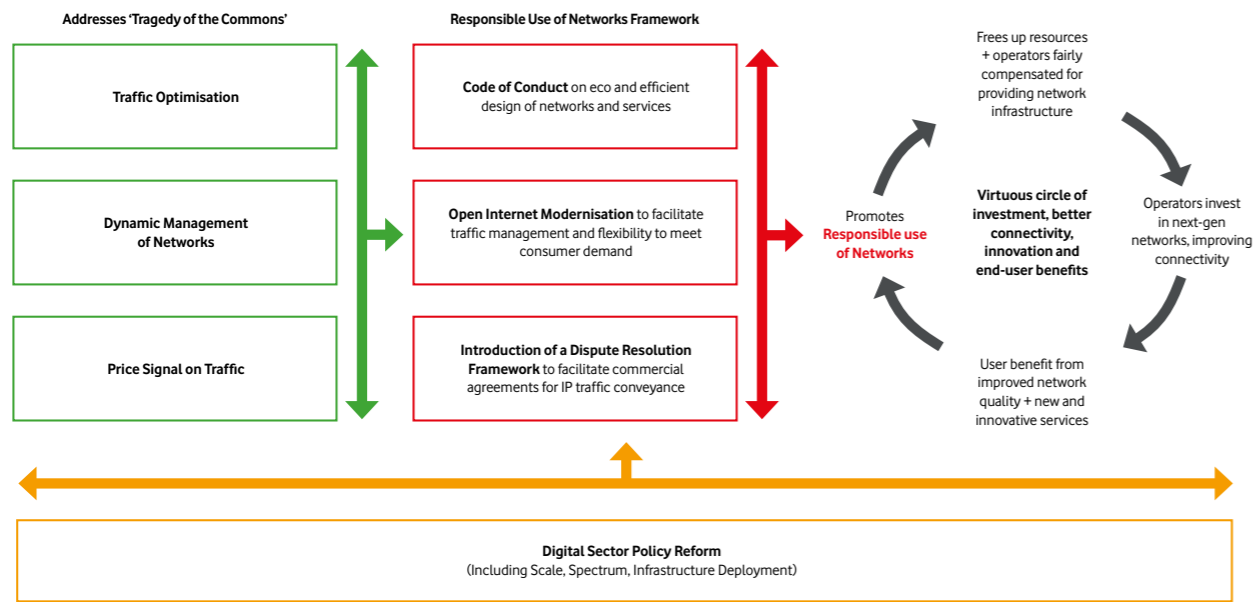 Addresses 'Tragedy of the Commons'
Traffic Optimisation
Dynamic Management
of Networks
Price Signal on Traffic
Responsible Use of Networks Framework
Code of Conduct on eco and efficient
design of networks and services
Open Internet Modernisation to facilitate
traffic management and flexibility to meet
consumer demand
Introduction of a Dispute Resolution
Framework to facilitate commercial
agreements for IP traffic conveyance
Promotes
Responsible use
of Networks
Frees up resources
+ operators fairly
compensated for
providing network
infrastructure
Virtuous circle of
investment, better
connectivity,
innovation and
end-user benefits
Operators invest
in next-gen
networks, improving
connectivity
User benefit from
improved network
quality + new and
innovative services
Digital Sector Policy Reform
(Including Scale, Spectrum, Infrastructure Deployment)